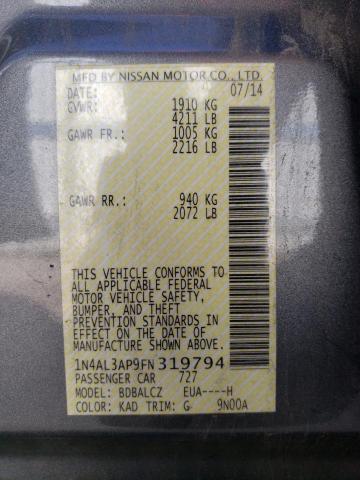 MFD BY NISSAN MOTOR CO., LTD.
DATE: 07/14
GVWR: 1910 KG
4211 LB
GAWR FR.: 1005 KG
2216 LB
GAWR RR.: 940 KG
2072 LB
THIS VEHICLE CONFORMS TO
ALL APPLICABLE FEDERAL
MOTOR VEHICLE SAFETY,
BUMPER, AND THEFT
PREVENTION STANDARDS IN
EFFECT ON THE DATE OF
MANUFACTURE SHOWN ABOVE.
1N4AL3AP9FN319794
PASSENGER CAR 727
MODEL: BDBALCZ EUA----H
COLOR: KAD TRIM: G 9N00A